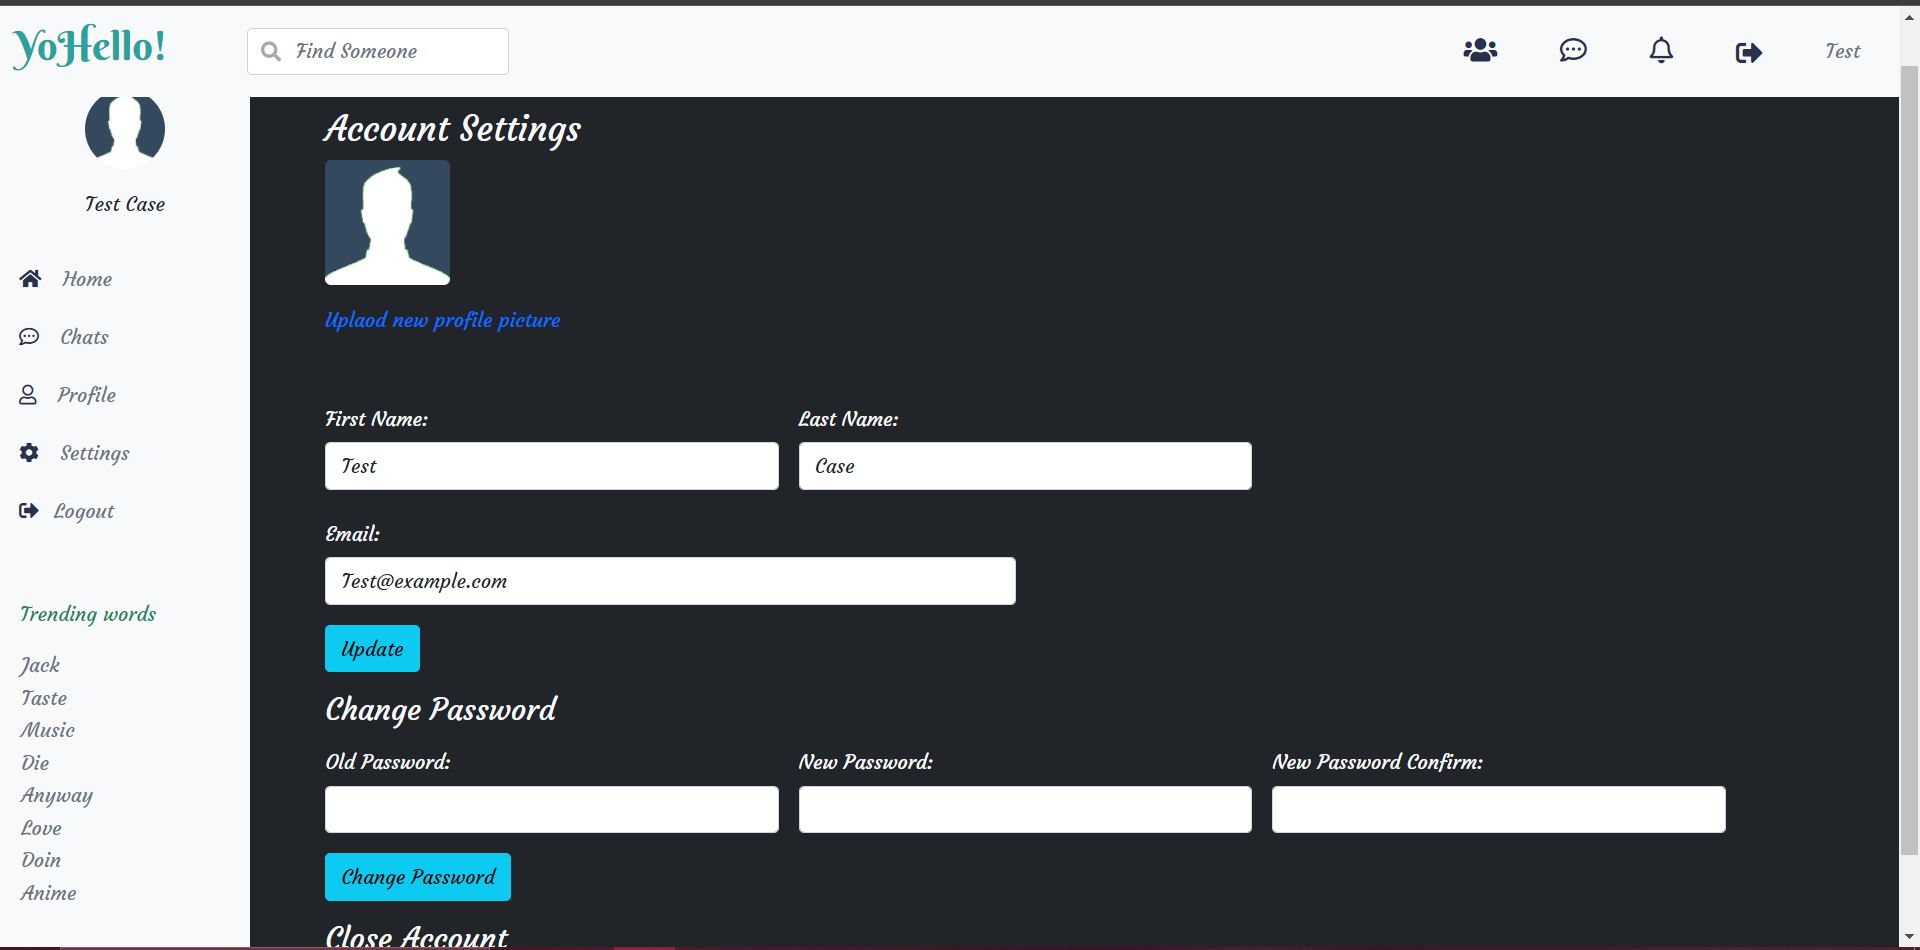 YoHello!
Find Someone
Test
Test Case
Home
Chats
Profile
Settings
Logout
Trending words
Jack
Taste
Music
Die
Anyway
Love
Doin
Anime
Account Settings
Uplaod new profile picture
First Name: Last Name:
Test Case
Email:
Test@example.com
Update
Change Password
Old Password: New Password: New Password Confirm:
Change Password
Close Account